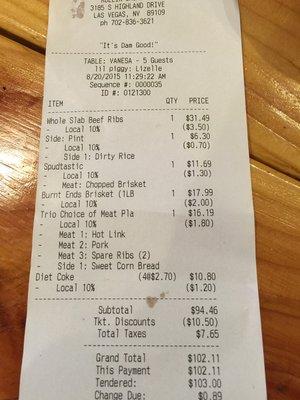 3185 S HIGHLAND DRIVE
LAS VEGAS, NV 89109
ph 702-836-3621
"It's Dam Good!"
TABLE: VANESA - 5 Guests
lil piggy: Lizelle
8/20/2015 11:29:22 AM
Sequence #: 0000035
ID #: 0121300
ITEM QTY PRICE
Whole Slab Beef Ribs 1 $31.49
- Local 10% ($3.50)
Side: Pint 1 $6.30
- Local 10% ($0.70)
- Side 1: Dirty Rice
Spudtastic 1 $11.69
- Local 10% ($1.30)
- Meat: Chopped Brisket
Burnt Ends Brisket (1LB 1 $17.99
- Local 10% ($2.00)
Trio Choice of Meat Pla 1 $16.19
- Local 10% ($1.80)
- Meat 1: Hot Link
- Meat 2: Pork
- Meat 3: Spare Ribs (2)
- Side 1: Sweet Corn Bread
Diet Coke (4@$2.70) $10.80
- Local 10% ($1.20)
Subtotal $94.46
Tkt. Discounts ($10.50)
Total Taxes $7.65
Grand Total $102.11
This Payment $102.11
Tendered: $103.00
Change Due: $0.89